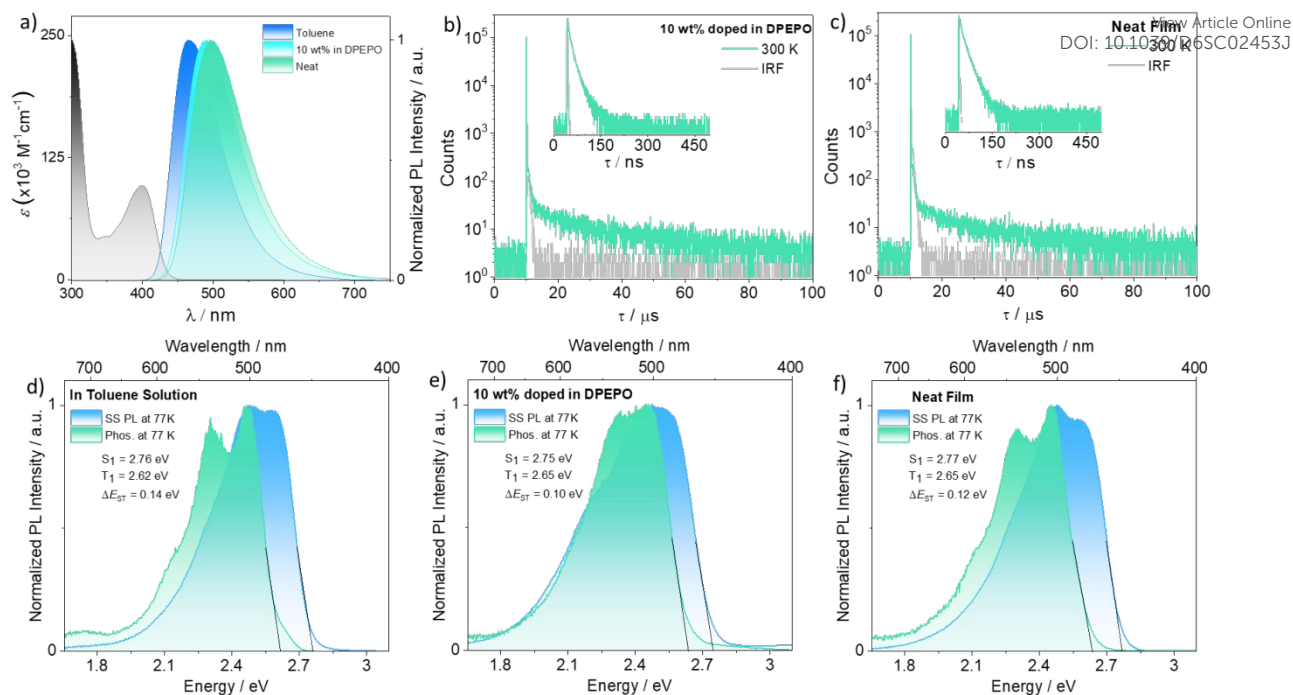 View Article Online
DOI: 10.1039/D6SC02453J
a)
Toluene
10 wt% in DPEPO
Neat
250
125
0
ε (x10³ M⁻¹cm⁻¹)
1
0
Normalized PL Intensity / a.u.
300 400 500 600 700
λ / nm
b)
10 wt% doped in DPEPO
300 K
IRF
10⁶
10⁵
10⁴
10³
10²
10¹
10⁰
Counts
0 150 300 450
τ / ns
0 20 40 60 80 100
τ / μs
c)
Neat Film
300 K
IRF
10⁵
10⁴
10³
10²
10¹
10⁰
Counts
0 150 300 450
τ / ns
0 20 40 60 80 100
τ / μs
Wavelength / nm
700 600 500 400
d)
In Toluene Solution
SS PL at 77K
Phos. at 77 K
S₁ = 2.76 eV
T₁ = 2.62 eV
ΔE_ST = 0.14 eV
1
0
Normalized PL Intensity / a.u.
1.8 2.1 2.4 2.7 3
Energy / eV
Wavelength / nm
700 600 500 400
e)
10 wt% doped in DPEPO
SS PL at 77K
Phos. at 77 K
S₁ = 2.75 eV
T₁ = 2.65 eV
ΔE_ST = 0.10 eV
1
0
Normalized PL Intensity / a.u.
1.8 2.1 2.4 2.7 3
Energy / eV
Wavelength / nm
700 600 500 400
f)
Neat Film
SS PL at 77K
Phos. at 77 K
S₁ = 2.77 eV
T₁ = 2.65 eV
ΔE_ST = 0.12 eV
1
0
Normalized PL Intensity / a.u.
1.8 2.1 2.4 2.7 3
Energy / eV